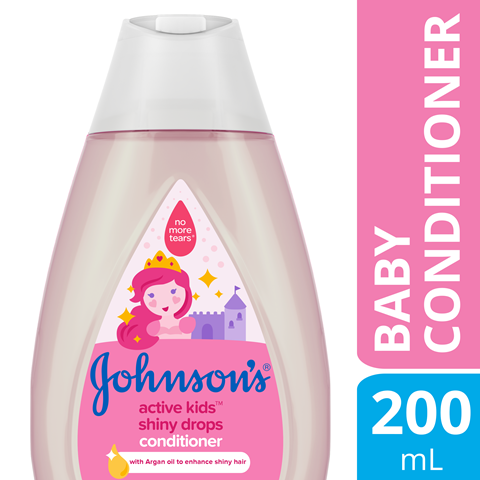 no
more
tears®
Johnson's®
active kids™
shiny drops
conditioner
with Argan oil to enhance shiny hair
BABY
CONDITIONER
200
mL